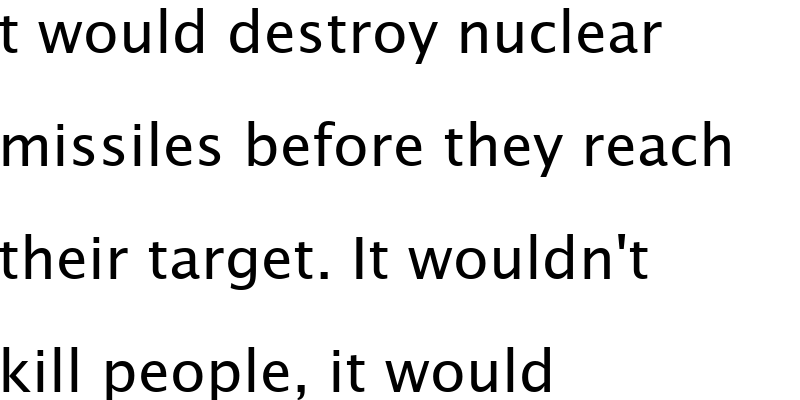 t would destroy nuclear
missiles before they reach
their target. It wouldn't
kill people, it would